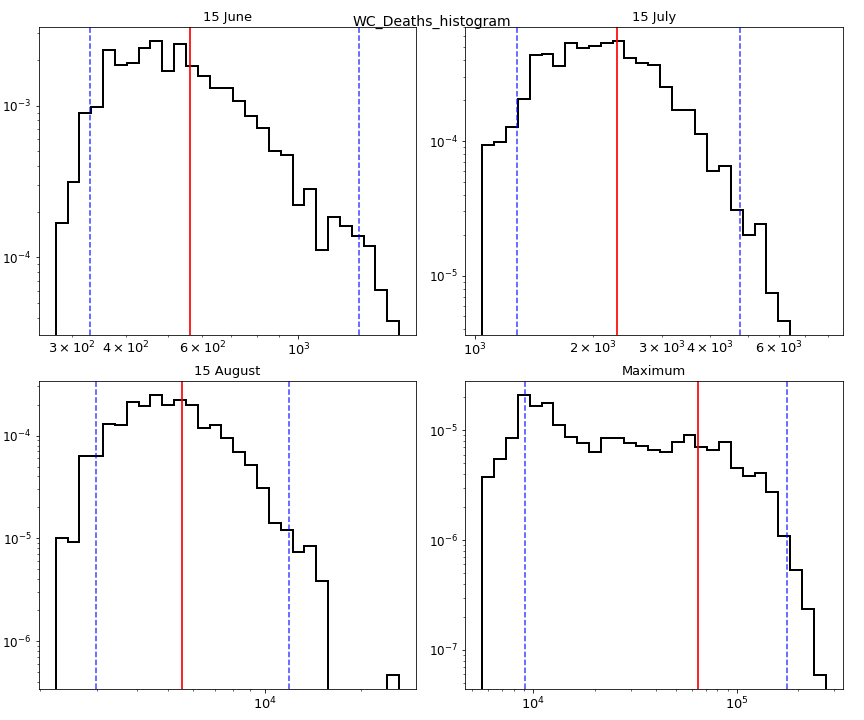 WC_Deaths_histogram
15 June
15 July
10⁻³
10⁻⁴
3 × 10²
4 × 10²
6 × 10²
10³
10⁻⁴
10⁻⁵
10³
2 × 10³
3 × 10³
4 × 10³
6 × 10³
15 August
Maximum
10⁻⁴
10⁻⁵
10⁻⁶
10⁴
10⁻⁵
10⁻⁶
10⁻⁷
10⁴
10⁵